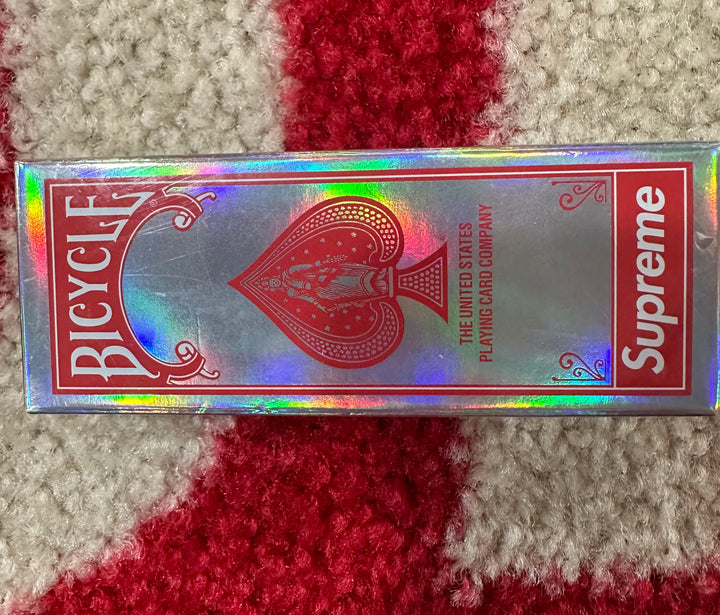 BICYCLE
THE UNITED STATES
PLAYING CARD COMPANY
Supreme